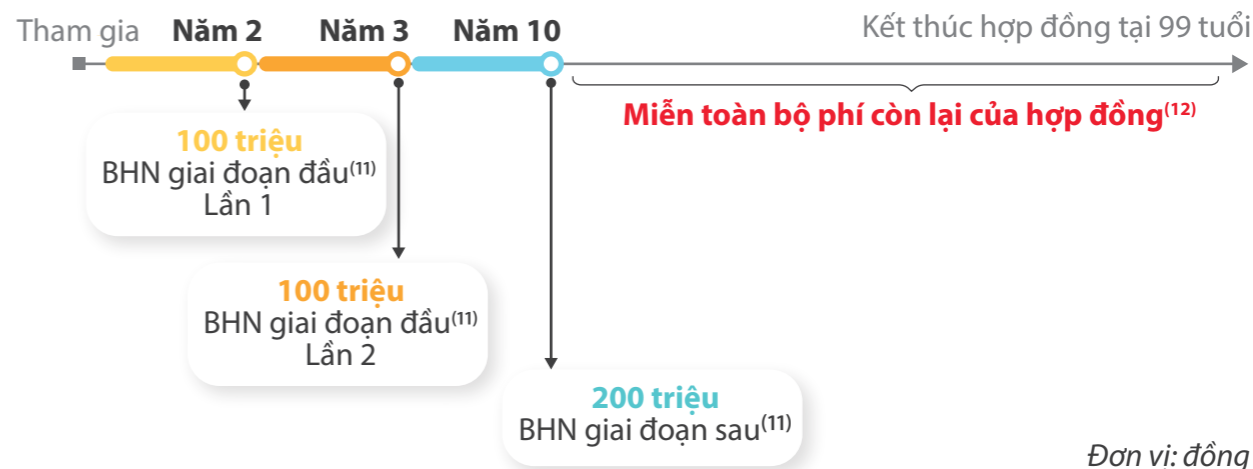 Tham gia Năm 2 Năm 3 Năm 10 Kết thúc hợp đồng tại 99 tuổi
Miễn toàn bộ phí còn lại của hợp đồng(12)
100 triệu
BHN giai đoạn đầu(11)
Lần 1
100 triệu
BHN giai đoạn đầu(11)
Lần 2
200 triệu
BHN giai đoạn sau(11)
Đơn vị: đồng